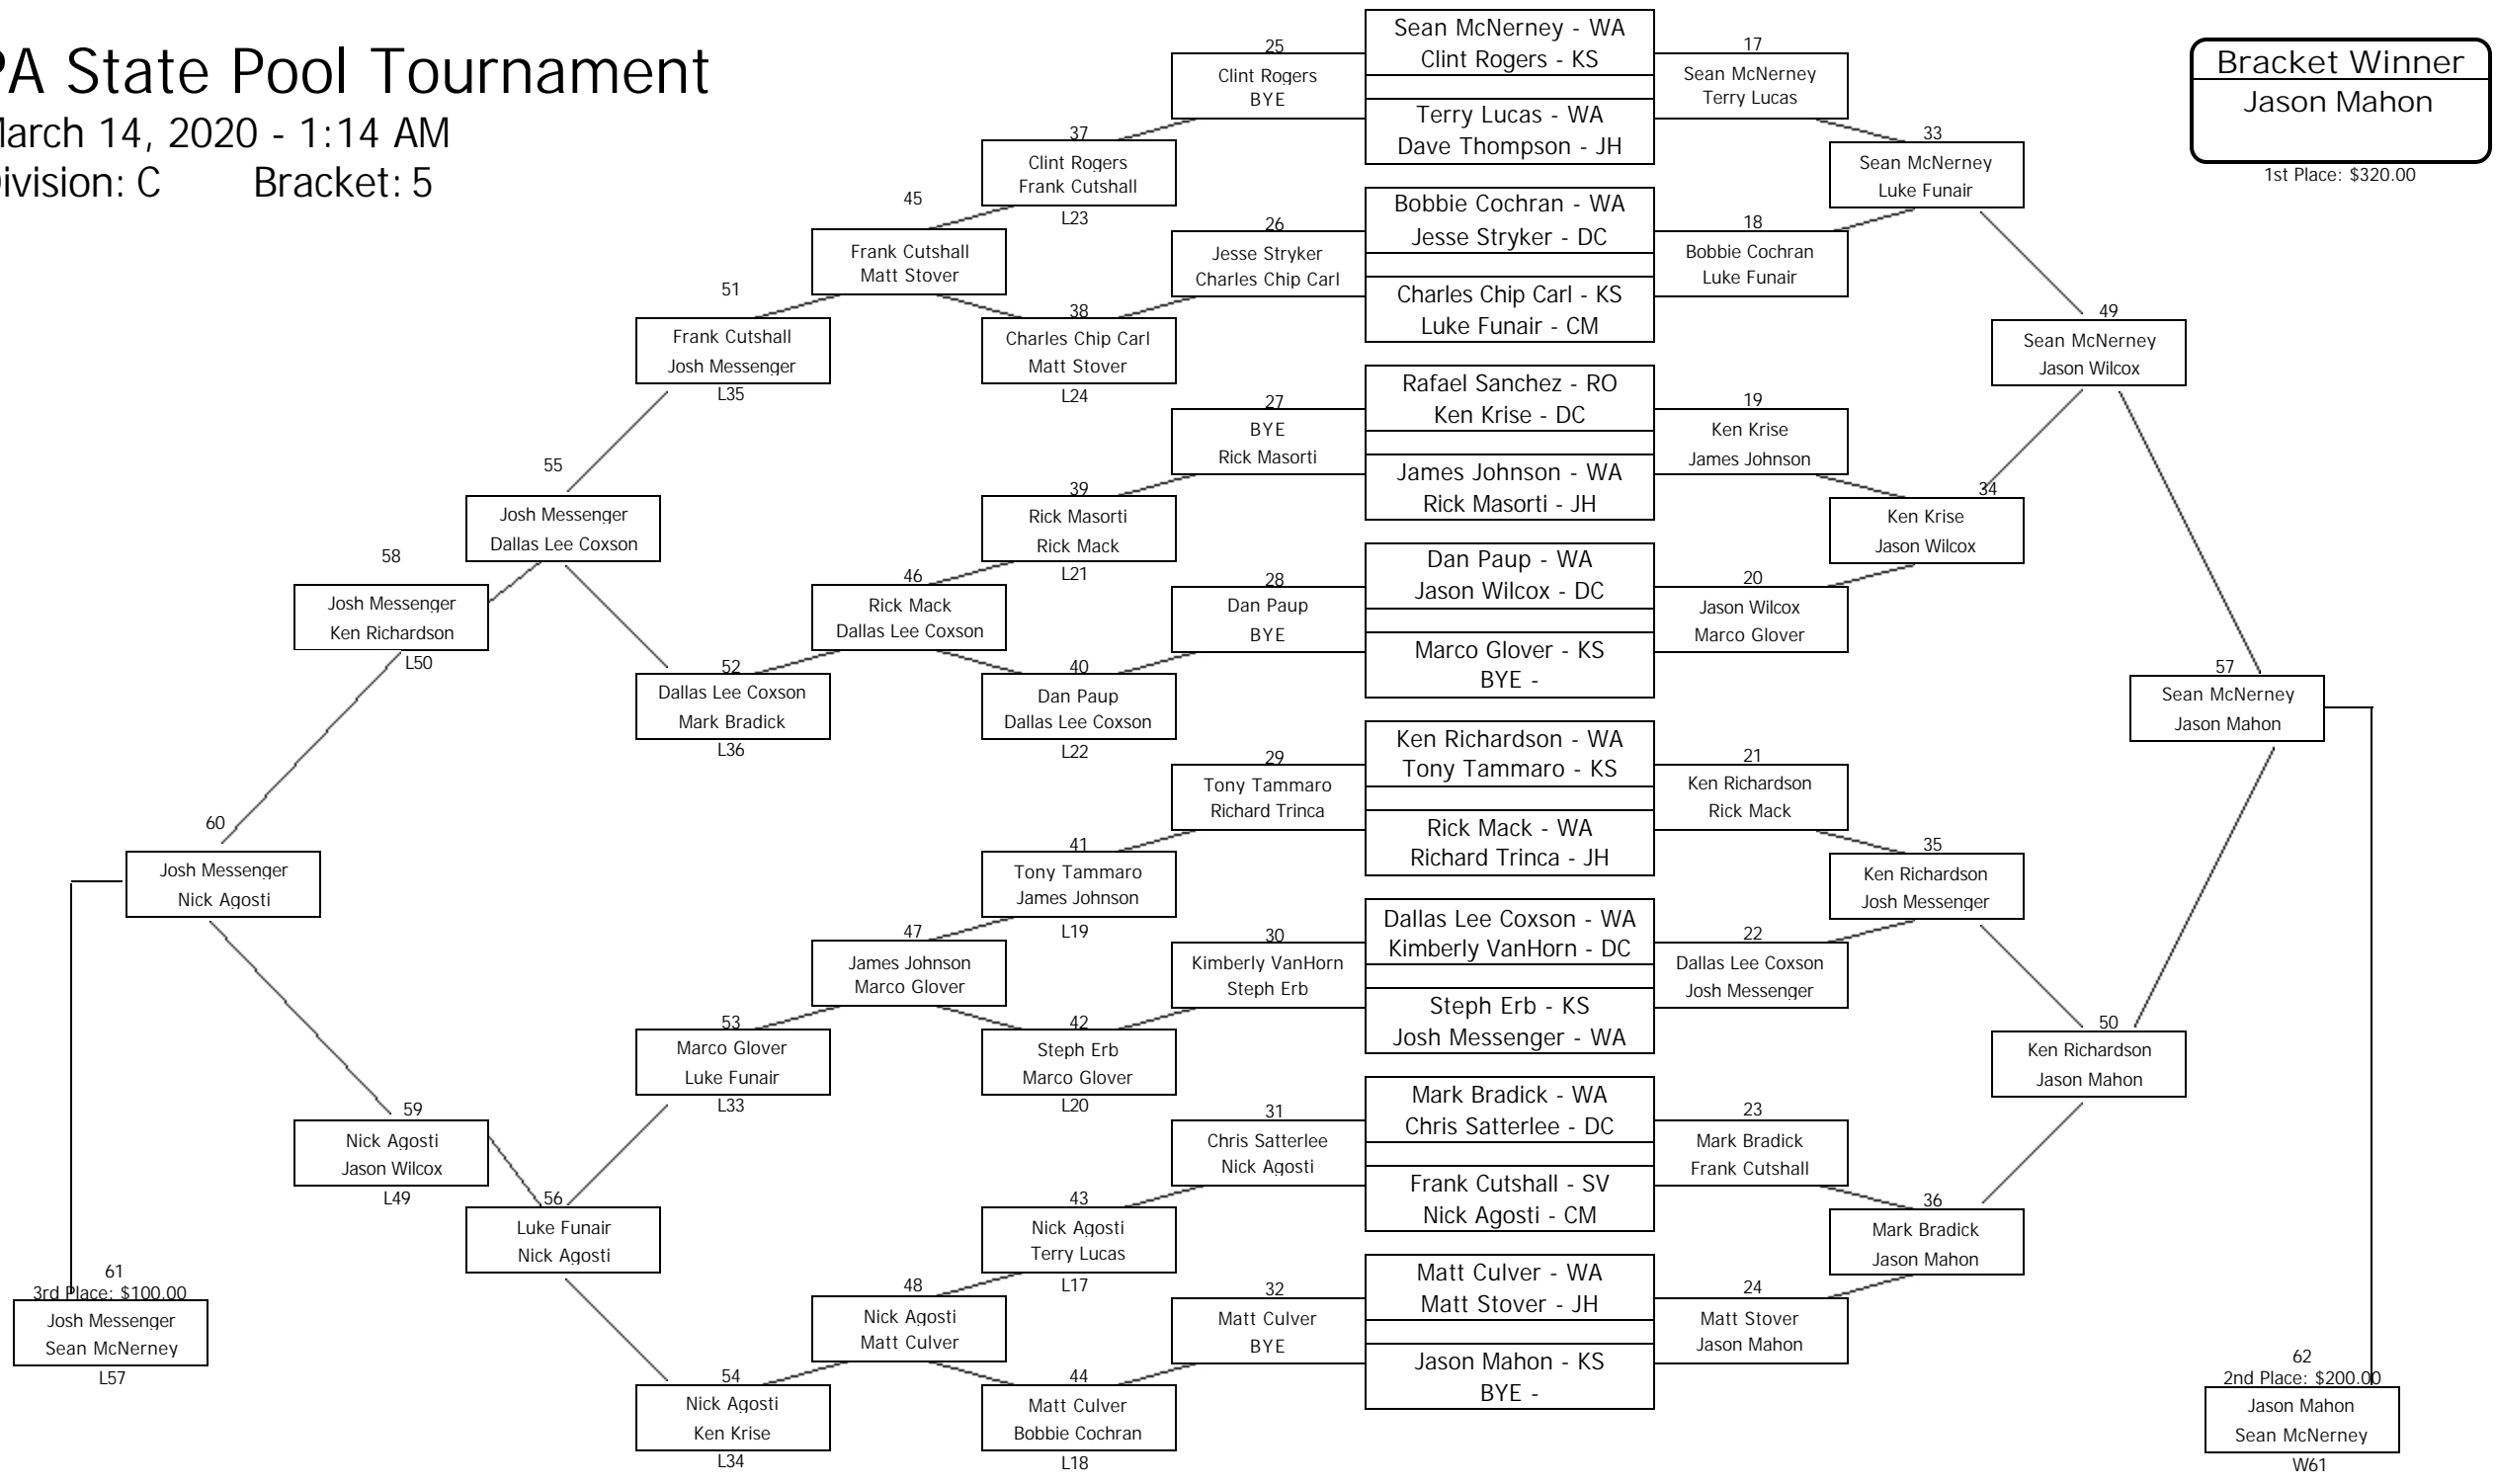 PA State Pool Tournament
March 14, 2020 - 1:14 AM
Division: C Bracket: 5
Bracket Winner
Jason Mahon
1st Place: $320.00
Sean McNerney - WA
Clint Rogers - KS
Terry Lucas - WA
Dave Thompson - JH
Bobbie Cochran - WA
Jesse Stryker - DC
Charles Chip Carl - KS
Luke Funair - CM
Rafael Sanchez - RO
Ken Krise - DC
James Johnson - WA
Rick Masorti - JH
Dan Paup - WA
Jason Wilcox - DC
Marco Glover - KS
BYE -
Ken Richardson - WA
Tony Tammaro - KS
Rick Mack - WA
Richard Trinca - JH
Dallas Lee Coxson - WA
Kimberly VanHorn - DC
Steph Erb - KS
Josh Messenger - WA
Mark Bradick - WA
Chris Satterlee - DC
Frank Cutshall - SV
Nick Agosti - CM
Matt Culver - WA
Matt Stover - JH
Jason Mahon - KS
BYE -
17
Sean McNerney
Terry Lucas
18
Bobbie Cochran
Luke Funair
19
Ken Krise
James Johnson
20
Jason Wilcox
Marco Glover
21
Ken Richardson
Rick Mack
22
Dallas Lee Coxson
Josh Messenger
23
Mark Bradick
Frank Cutshall
24
Matt Stover
Jason Mahon
25
Clint Rogers
BYE
26
Jesse Stryker
Charles Chip Carl
27
BYE
Rick Masorti
28
Dan Paup
BYE
29
Tony Tammaro
Richard Trinca
30
Kimberly VanHorn
Steph Erb
31
Chris Satterlee
Nick Agosti
32
Matt Culver
BYE
33
Sean McNerney
Luke Funair
34
Ken Krise
Jason Wilcox
35
Ken Richardson
Josh Messenger
36
Mark Bradick
Jason Mahon
37
Clint Rogers
Frank Cutshall
L23
38
Charles Chip Carl
Matt Stover
L24
39
Rick Masorti
Rick Mack
L21
40
Dan Paup
Dallas Lee Coxson
L22
41
Tony Tammaro
James Johnson
L19
42
Steph Erb
Marco Glover
L20
43
Nick Agosti
Terry Lucas
L17
44
Matt Culver
Bobbie Cochran
L18
45
Frank Cutshall
Matt Stover
46
Rick Mack
Dallas Lee Coxson
47
James Johnson
Marco Glover
48
Nick Agosti
Matt Culver
49
Sean McNerney
Jason Wilcox
50
Ken Richardson
Jason Mahon
51
Frank Cutshall
Josh Messenger
L35
52
Dallas Lee Coxson
Mark Bradick
L36
53
Marco Glover
Luke Funair
L33
54
Nick Agosti
Ken Krise
L34
55
Josh Messenger
Dallas Lee Coxson
56
Luke Funair
Nick Agosti
57
Sean McNerney
Jason Mahon
58
Josh Messenger
Ken Richardson
L50
59
Nick Agosti
Jason Wilcox
L49
60
Josh Messenger
Nick Agosti
61
3rd Place: $100.00
Josh Messenger
Sean McNerney
L57
62
2nd Place: $200.00
Jason Mahon
Sean McNerney
W61